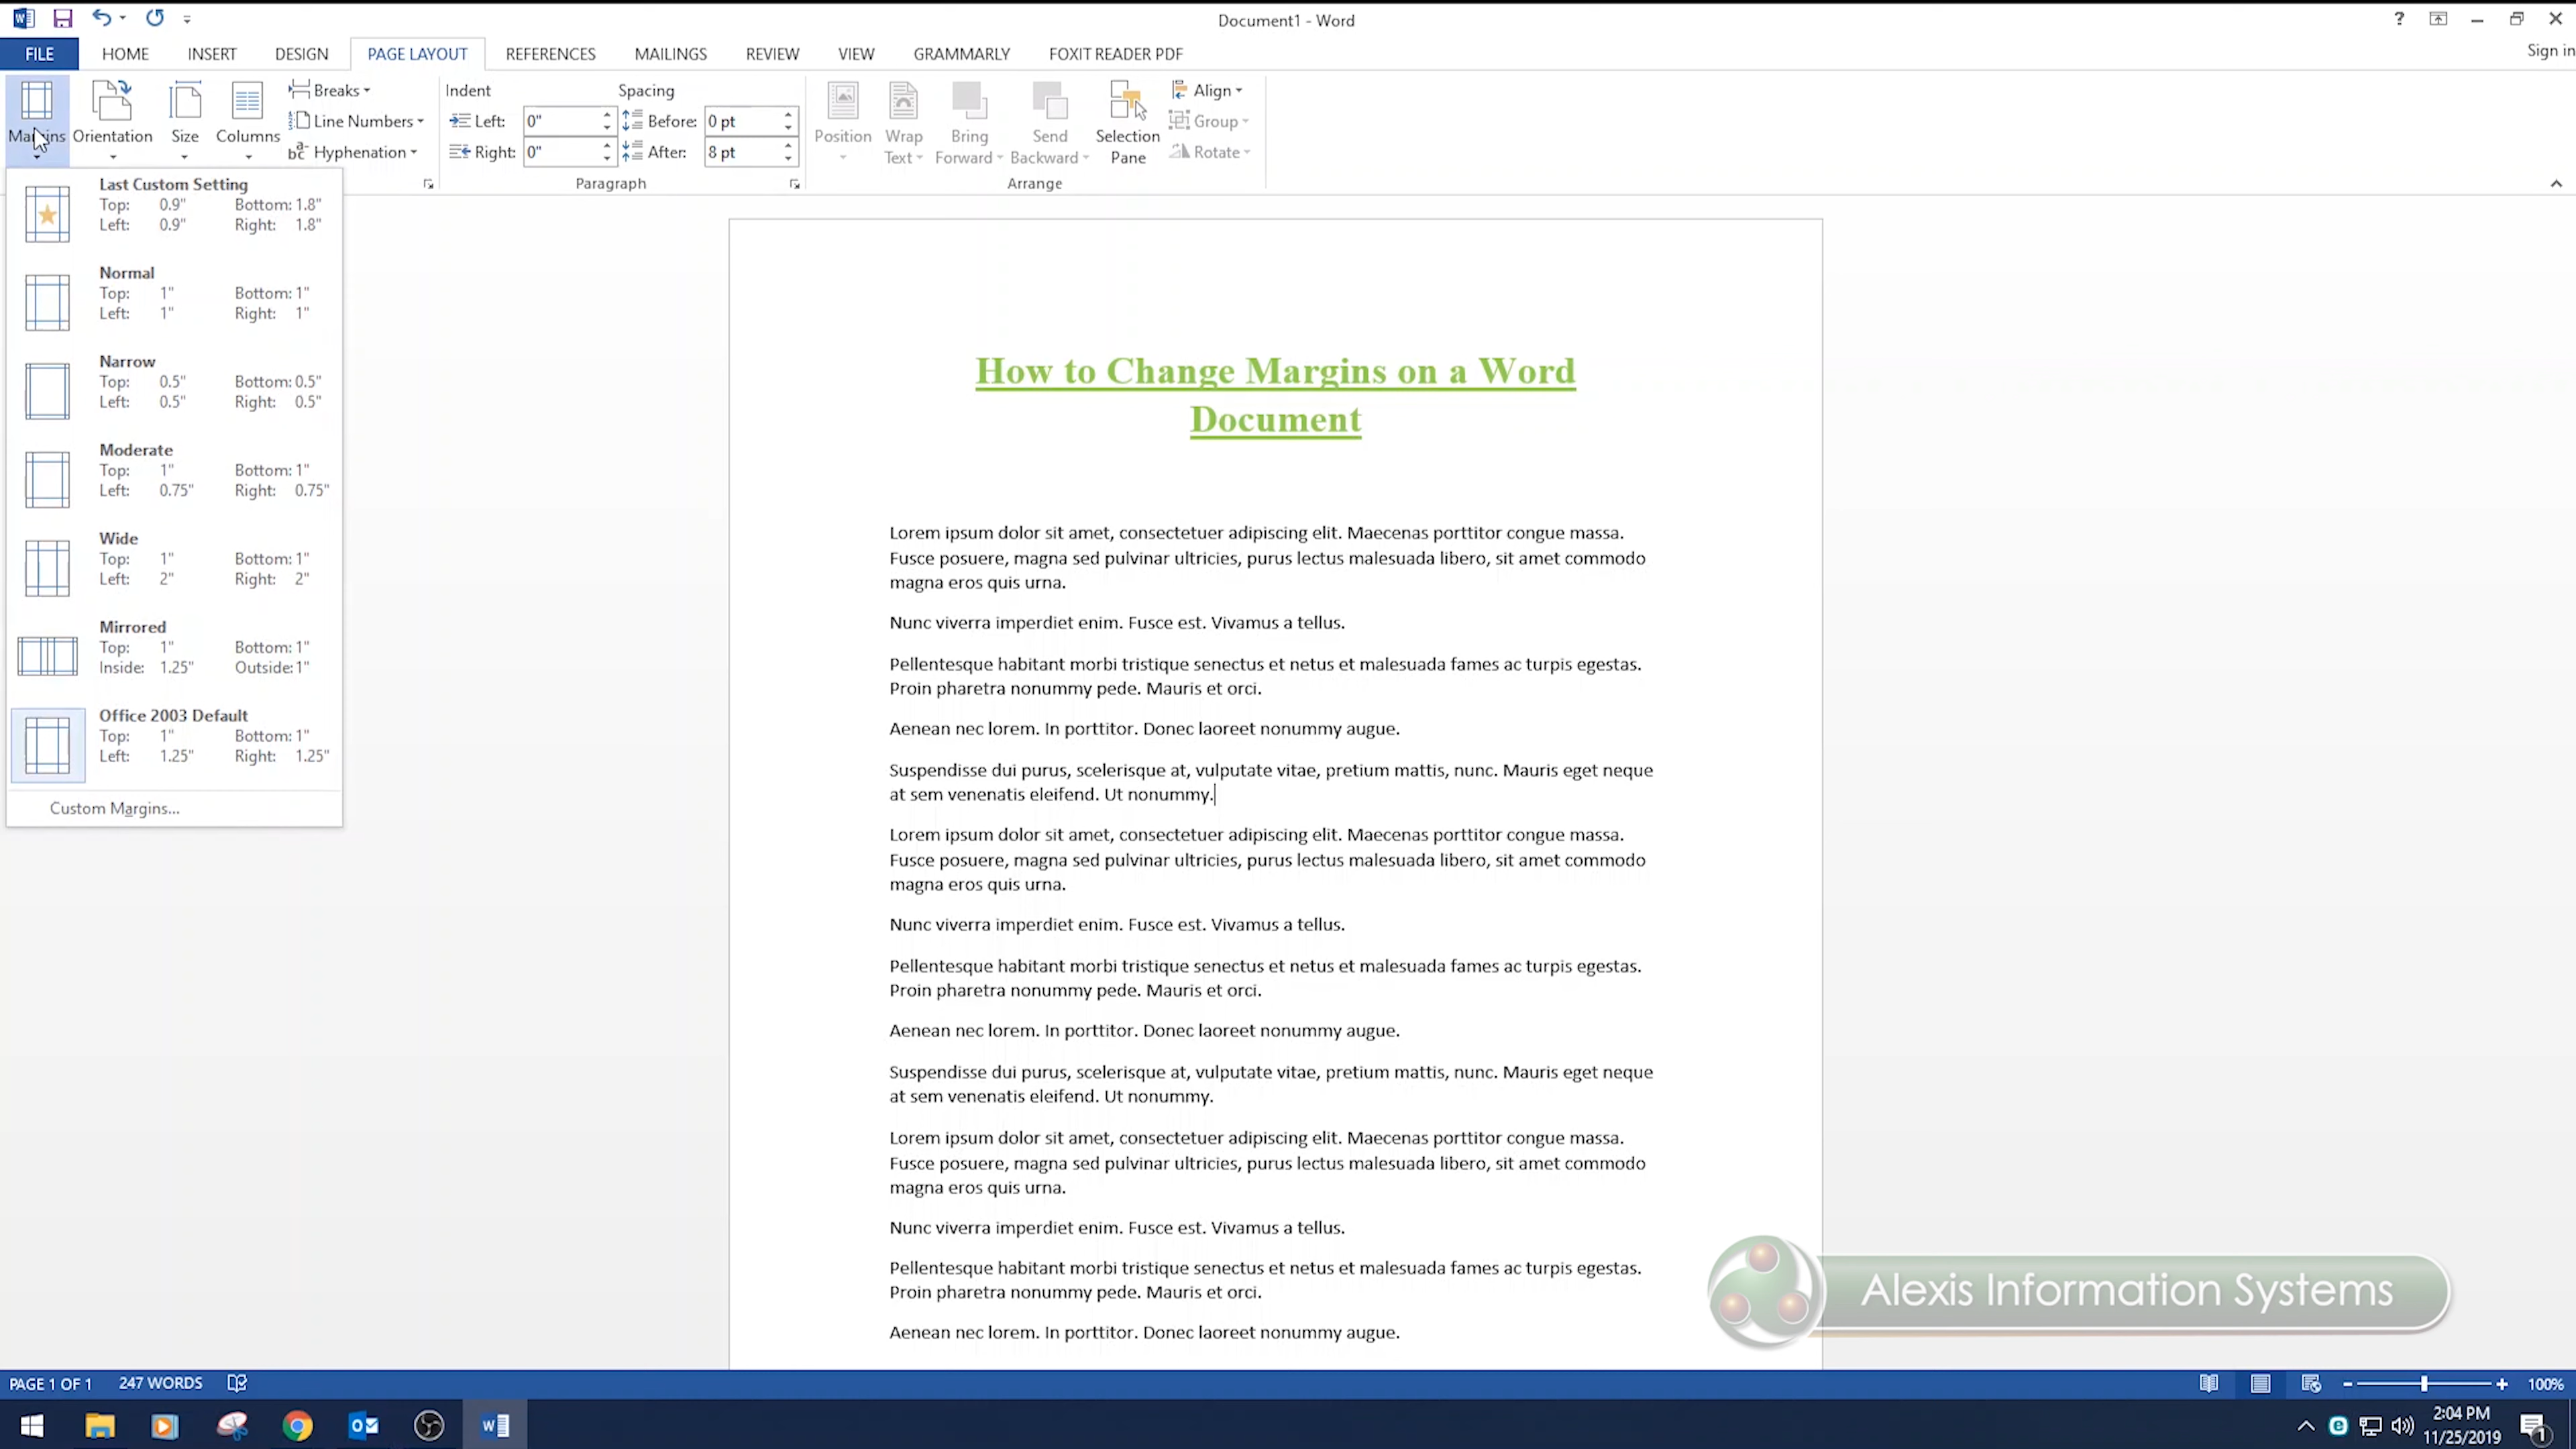 Document1 - Word
Sign in
FILE HOME INSERT DESIGN PAGE LAYOUT REFERENCES MAILINGS REVIEW VIEW GRAMMARLY FOXIT READER PDF
Margins Orientation Size Columns
Breaks
Line Numbers
Hyphenation
Indent Spacing
Left: 0" Before: 0 pt
Right: 0" After: 8 pt
Paragraph
Position Wrap Text Bring Forward Send Backward Selection Pane
Align
Group
Rotate
Arrange
Last Custom Setting
Top: 0.9" Bottom: 1.8"
Left: 0.9" Right: 1.8"
Normal
Top: 1" Bottom: 1"
Left: 1" Right: 1"
Narrow
Top: 0.5" Bottom: 0.5"
Left: 0.5" Right: 0.5"
Moderate
Top: 1" Bottom: 1"
Left: 0.75" Right: 0.75"
Wide
Top: 1" Bottom: 1"
Left: 2" Right: 2"
Mirrored
Top: 1" Bottom: 1"
Inside: 1.25" Outside: 1"
Office 2003 Default
Top: 1" Bottom: 1"
Left: 1.25" Right: 1.25"
Custom Margins...
How to Change Margins on a Word
Document
Lorem ipsum dolor sit amet, consectetuer adipiscing elit. Maecenas porttitor congue massa.
Fusce posuere, magna sed pulvinar ultricies, purus lectus malesuada libero, sit amet commodo
magna eros quis urna.
Nunc viverra imperdiet enim. Fusce est. Vivamus a tellus.
Pellentesque habitant morbi tristique senectus et netus et malesuada fames ac turpis egestas.
Proin pharetra nonummy pede. Mauris et orci.
Aenean nec lorem. In porttitor. Donec laoreet nonummy augue.
Suspendisse dui purus, scelerisque at, vulputate vitae, pretium mattis, nunc. Mauris eget neque
at sem venenatis eleifend. Ut nonummy.
Lorem ipsum dolor sit amet, consectetuer adipiscing elit. Maecenas porttitor congue massa.
Fusce posuere, magna sed pulvinar ultricies, purus lectus malesuada libero, sit amet commodo
magna eros quis urna.
Nunc viverra imperdiet enim. Fusce est. Vivamus a tellus.
Pellentesque habitant morbi tristique senectus et netus et malesuada fames ac turpis egestas.
Proin pharetra nonummy pede. Mauris et orci.
Aenean nec lorem. In porttitor. Donec laoreet nonummy augue.
Suspendisse dui purus, scelerisque at, vulputate vitae, pretium mattis, nunc. Mauris eget neque
at sem venenatis eleifend. Ut nonummy.
Lorem ipsum dolor sit amet, consectetuer adipiscing elit. Maecenas porttitor congue massa.
Fusce posuere, magna sed pulvinar ultricies, purus lectus malesuada libero, sit amet commodo
magna eros quis urna.
Nunc viverra imperdiet enim. Fusce est. Vivamus a tellus.
Pellentesque habitant morbi tristique senectus et netus et malesuada fames ac turpis egestas.
Proin pharetra nonummy pede. Mauris et orci.
Aenean nec lorem. In porttitor. Donec laoreet nonummy augue.
Alexis Information Systems
PAGE 1 OF 1 247 WORDS 100%
2:04 PM
11/25/2019
1